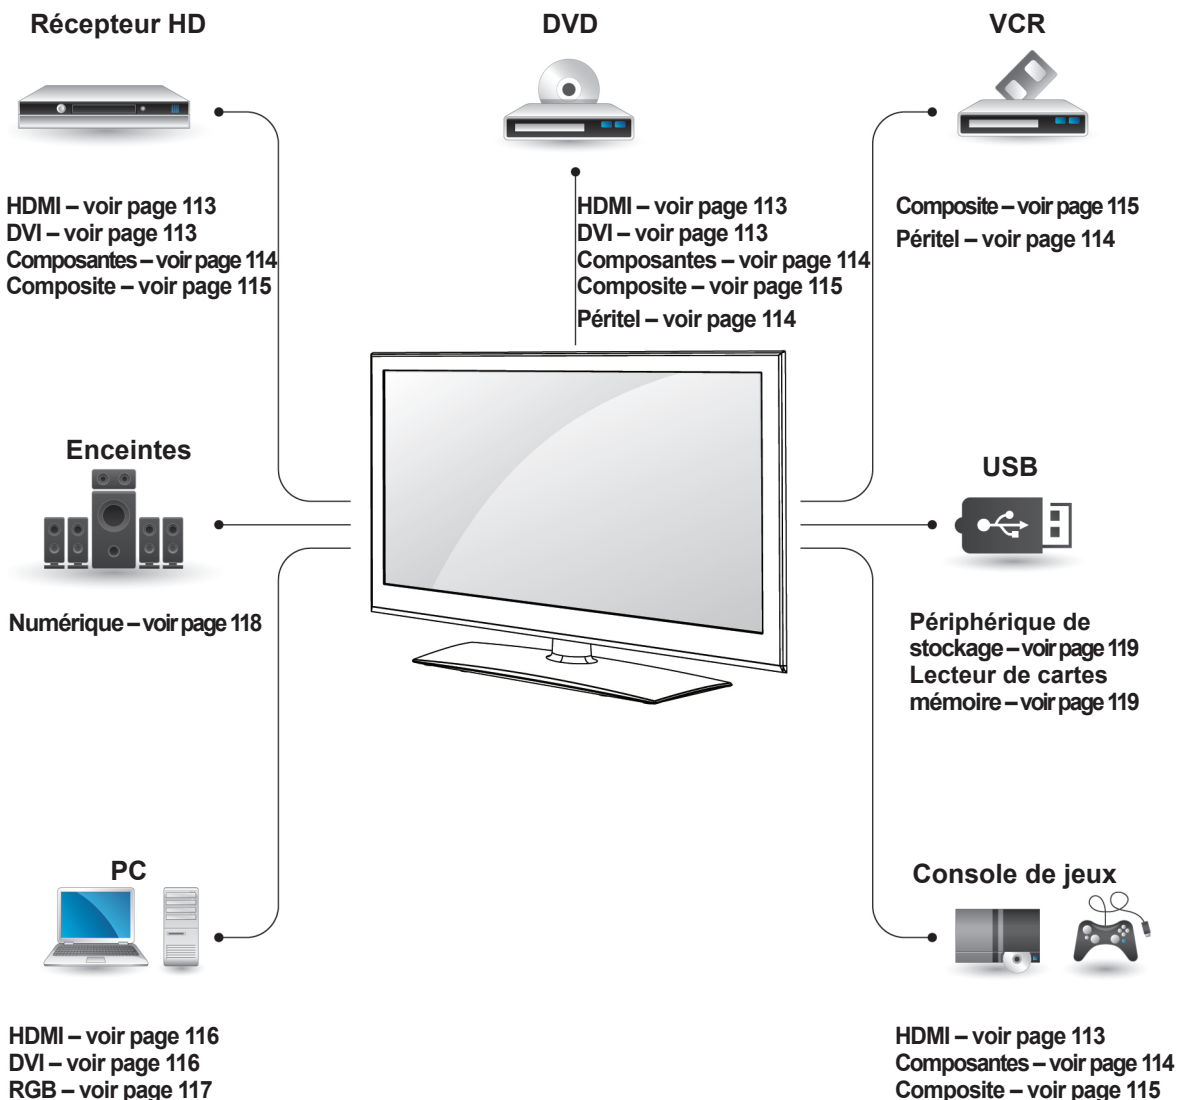 Récepteur HD
HDMI – voir page 113
DVI – voir page 113
Composantes – voir page 114
Composite – voir page 115
DVD
HDMI – voir page 113
DVI – voir page 113
Composantes – voir page 114
Composite – voir page 115
Péritel – voir page 114
VCR
Composite – voir page 115
Péritel – voir page 114
Enceintes
Numérique – voir page 118
USB
Périphérique de
stockage – voir page 119
Lecteur de cartes
mémoire – voir page 119
PC
HDMI – voir page 116
DVI – voir page 116
RGB – voir page 117
Console de jeux
HDMI – voir page 113
Composantes – voir page 114
Composite – voir page 115